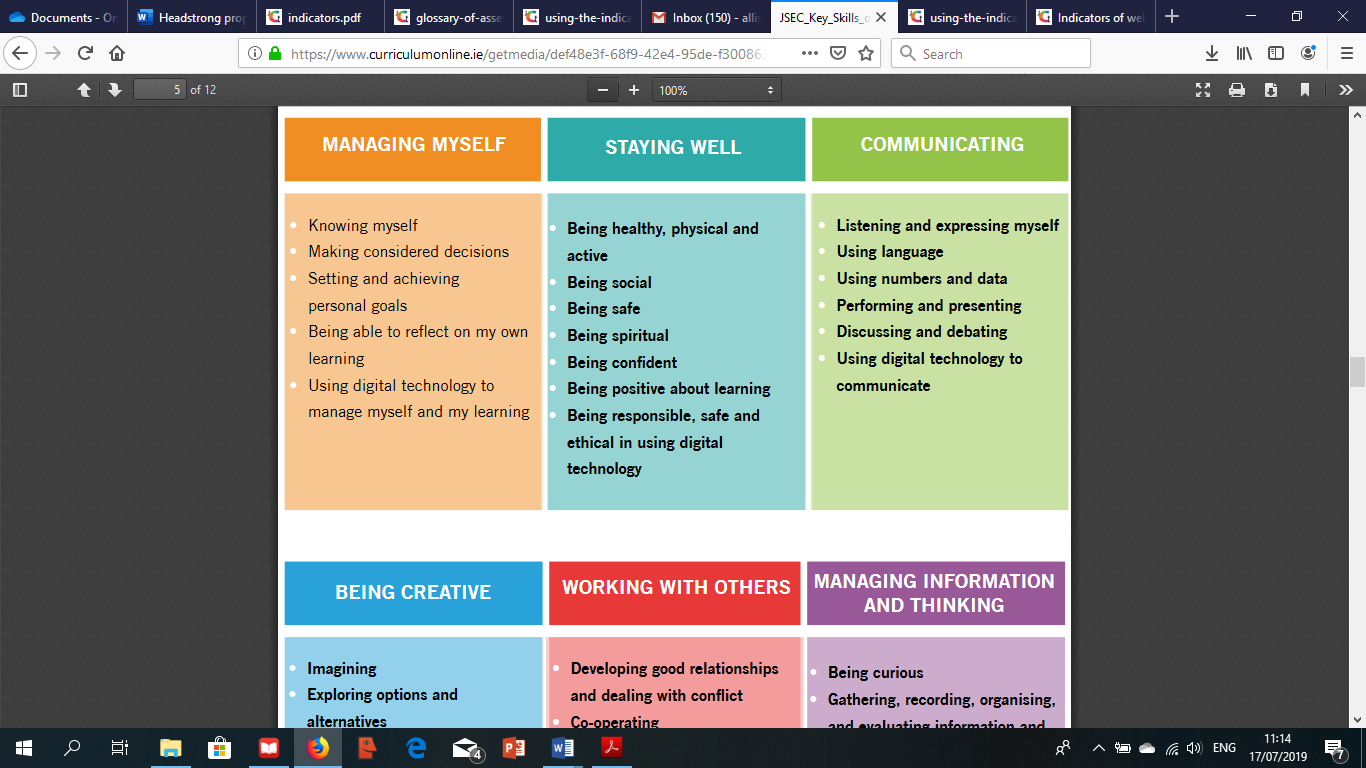 Documents - On
Headstrong prop
indicators.pdf
glossary-of-asse
using-the-indica
Inbox (150) - allis
JSEC_Key_Skills_o
using-the-indica
Indicators of wel
https://www.curriculumonline.ie/getmedia/def48e3f-68f9-42e4-95de-f30086
Search
5 of 12
100%
MANAGING MYSELF
Knowing myself
Making considered decisions
Setting and achieving
personal goals
Being able to reflect on my own
learning
Using digital technology to
manage myself and my learning
STAYING WELL
Being healthy, physical and
active
Being social
Being safe
Being spiritual
Being confident
Being positive about learning
Being responsible, safe and
ethical in using digital
technology
COMMUNICATING
Listening and expressing myself
Using language
Using numbers and data
Performing and presenting
Discussing and debating
Using digital technology to
communicate
BEING CREATIVE
Imagining
Exploring options and
alternatives
WORKING WITH OTHERS
Developing good relationships
and dealing with conflict
Co-operating
MANAGING INFORMATION
AND THINKING
Being curious
Gathering, recording, organising,
and evaluating information and
4
ENG
11:14
17/07/2019
7